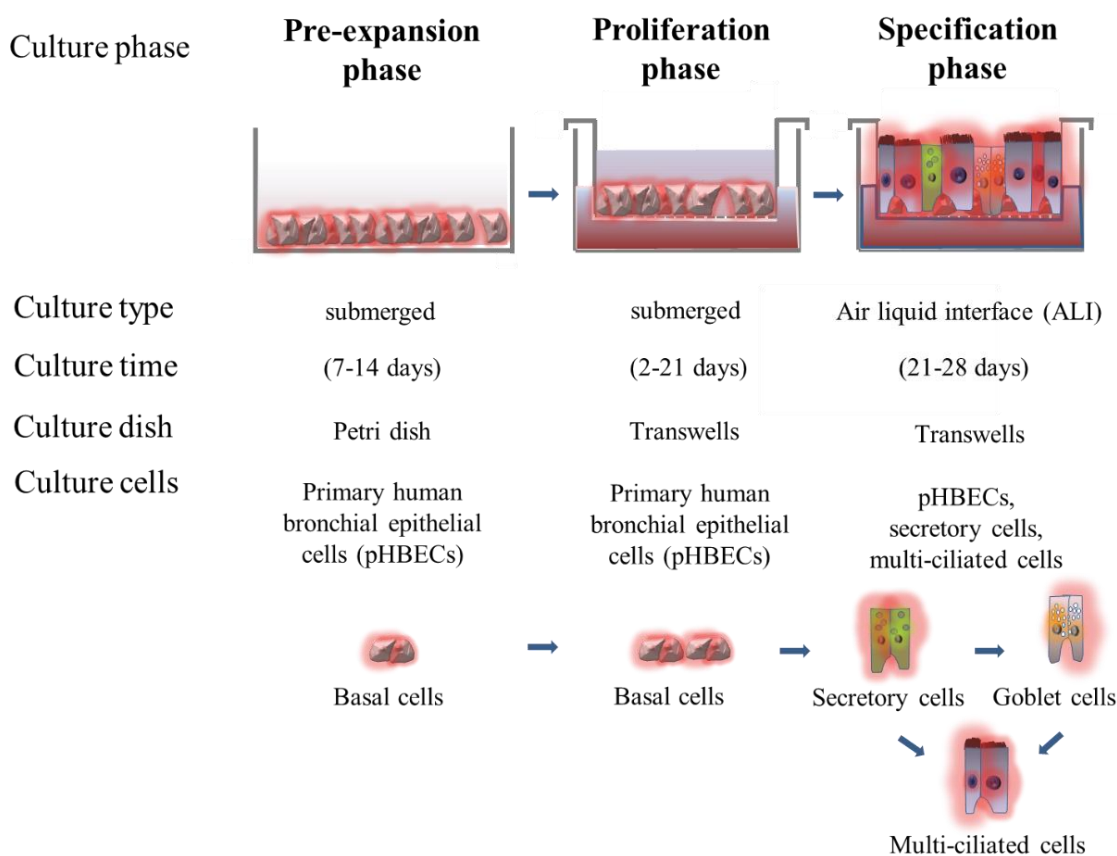 Culture phase
Pre-expansion
phase
Proliferation
phase
Specification
phase
Culture type
submerged
submerged
Air liquid interface (ALI)
Culture time
(7-14 days)
(2-21 days)
(21-28 days)
Culture dish
Petri dish
Transwells
Transwells
Culture cells
Primary human
bronchial epithelial
cells (pHBECs)
Primary human
bronchial epithelial
cells (pHBECs)
pHBECs,
secretory cells,
multi-ciliated cells
Basal cells
Basal cells
Secretory cells
Goblet cells
Multi-ciliated cells